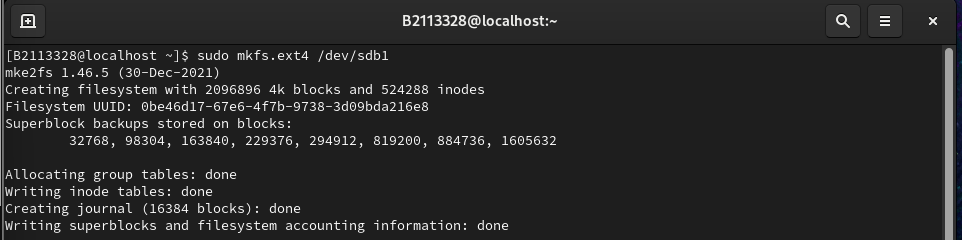 B2113328@localhost:~
[B2113328@localhost ~]$ sudo mkfs.ext4 /dev/sdb1
mke2fs 1.46.5 (30-Dec-2021)
Creating filesystem with 2096896 4k blocks and 524288 inodes
Filesystem UUID: 0be46d17-67e6-4f7b-9738-3d09bda216e8
Superblock backups stored on blocks:
        32768, 98304, 163840, 229376, 294912, 819200, 884736, 1605632

Allocating group tables: done
Writing inode tables: done
Creating journal (16384 blocks): done
Writing superblocks and filesystem accounting information: done